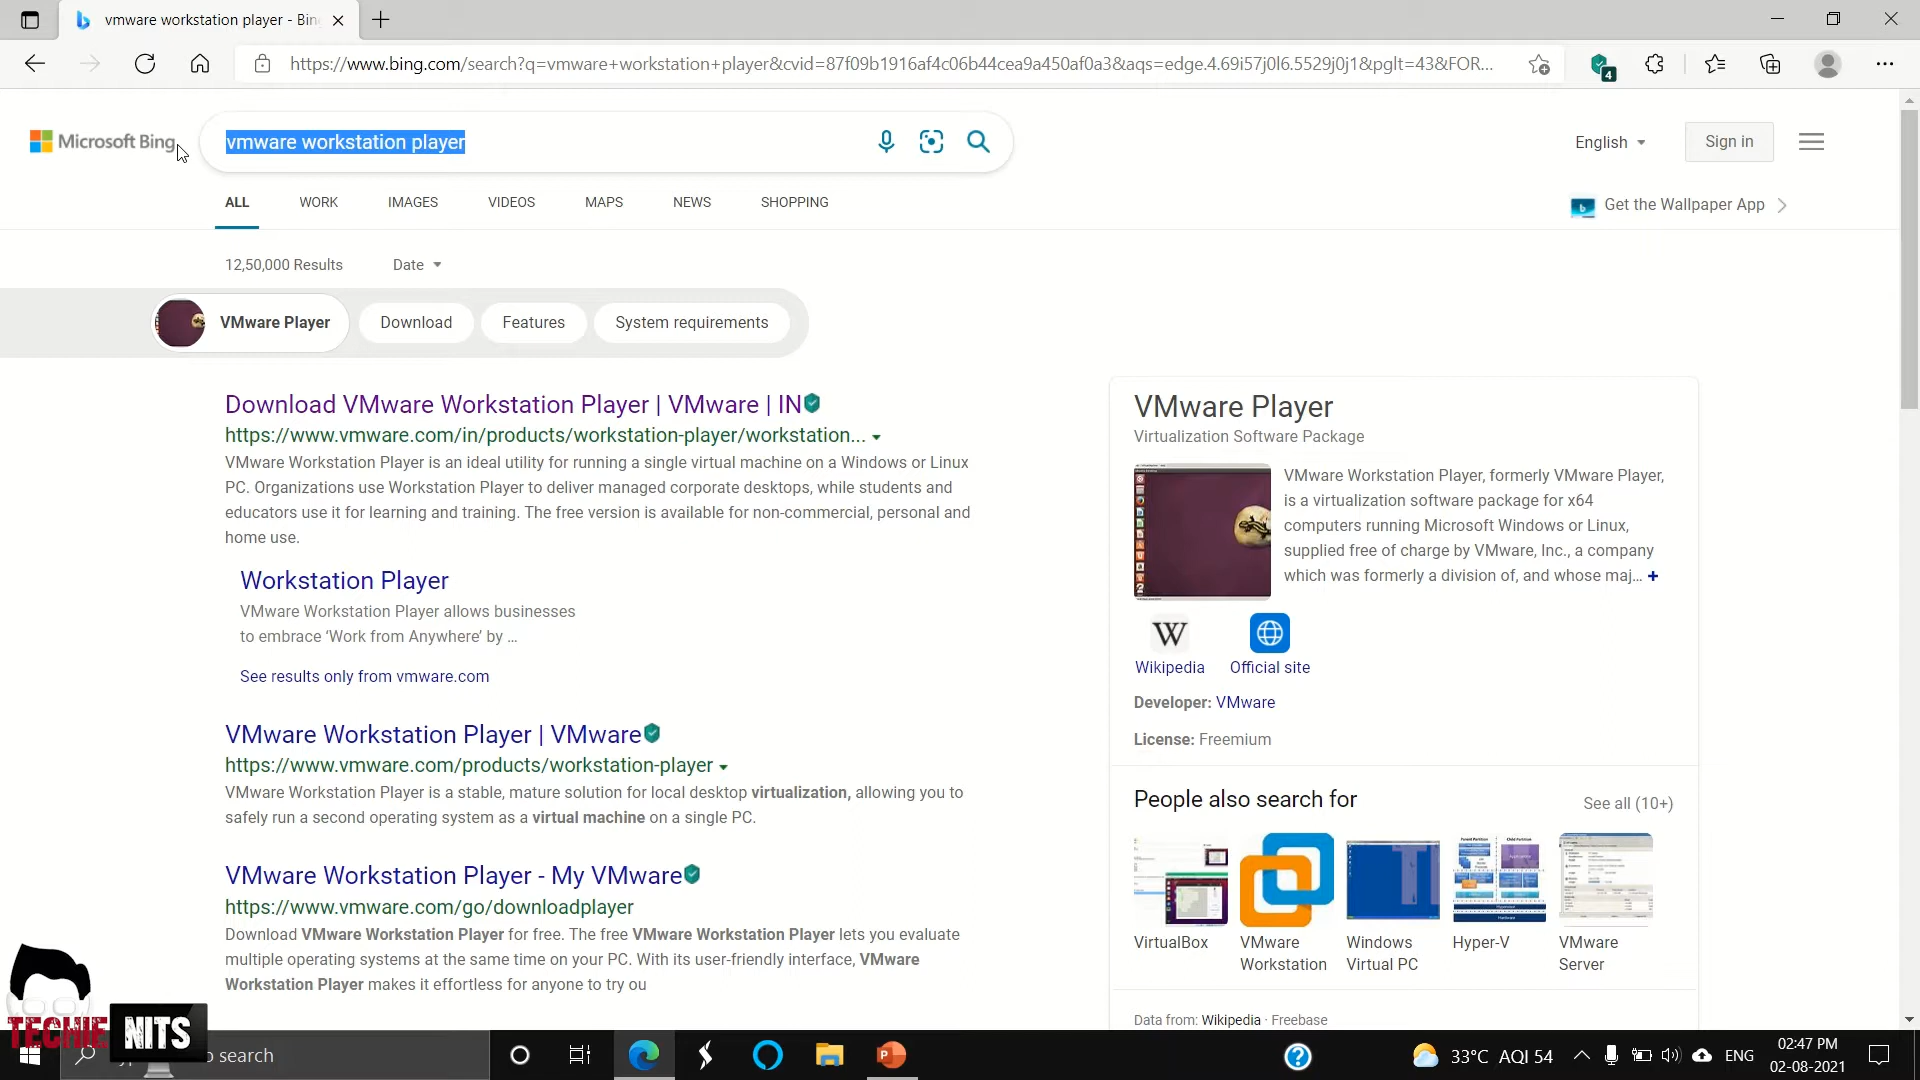 vmware workstation player - Bin
https://www.bing.com/search?q=vmware+workstation+player&cvid=87f09b1916af4c06b44cea9a450af0a3&aqs=edge.4.69i57j0l6.5529j0j1&pglt=43&FOR...
4
Microsoft Bing
vmware workstation player
English
Sign in
ALL
WORK
IMAGES
VIDEOS
MAPS
NEWS
SHOPPING
Get the Wallpaper App
12,50,000 Results
Date
VMware Player
Download
Features
System requirements
Download VMware Workstation Player | VMware | IN
https://www.vmware.com/in/products/workstation-player/workstation...
VMware Workstation Player is an ideal utility for running a single virtual machine on a Windows or Linux
PC. Organizations use Workstation Player to deliver managed corporate desktops, while students and
educators use it for learning and training. The free version is available for non-commercial, personal and
home use.
Workstation Player
VMware Workstation Player allows businesses
to embrace ‘Work from Anywhere’ by ...
See results only from vmware.com
VMware Workstation Player | VMware
https://www.vmware.com/products/workstation-player
VMware Workstation Player is a stable, mature solution for local desktop virtualization, allowing you to
safely run a second operating system as a virtual machine on a single PC.
VMware Workstation Player - My VMware
https://www.vmware.com/go/downloadplayer
Download VMware Workstation Player for free. The free VMware Workstation Player lets you evaluate
multiple operating systems at the same time on your PC. With its user-friendly interface, VMware
Workstation Player makes it effortless for anyone to try ou
VMware Player
Virtualization Software Package
VMware Workstation Player, formerly VMware Player,
is a virtualization software package for x64
computers running Microsoft Windows or Linux,
supplied free of charge by VMware, Inc., a company
which was formerly a division of, and whose maj... +
W
Wikipedia
Official site
Developer: VMware
License: Freemium
People also search for
See all (10+)
VirtualBox
VMware Workstation
Windows Virtual PC
Hyper-V
VMware Server
Data from: Wikipedia · Freebase
TECHIE NITS
o search
33°C AQI 54
ENG
02:47 PM
02-08-2021